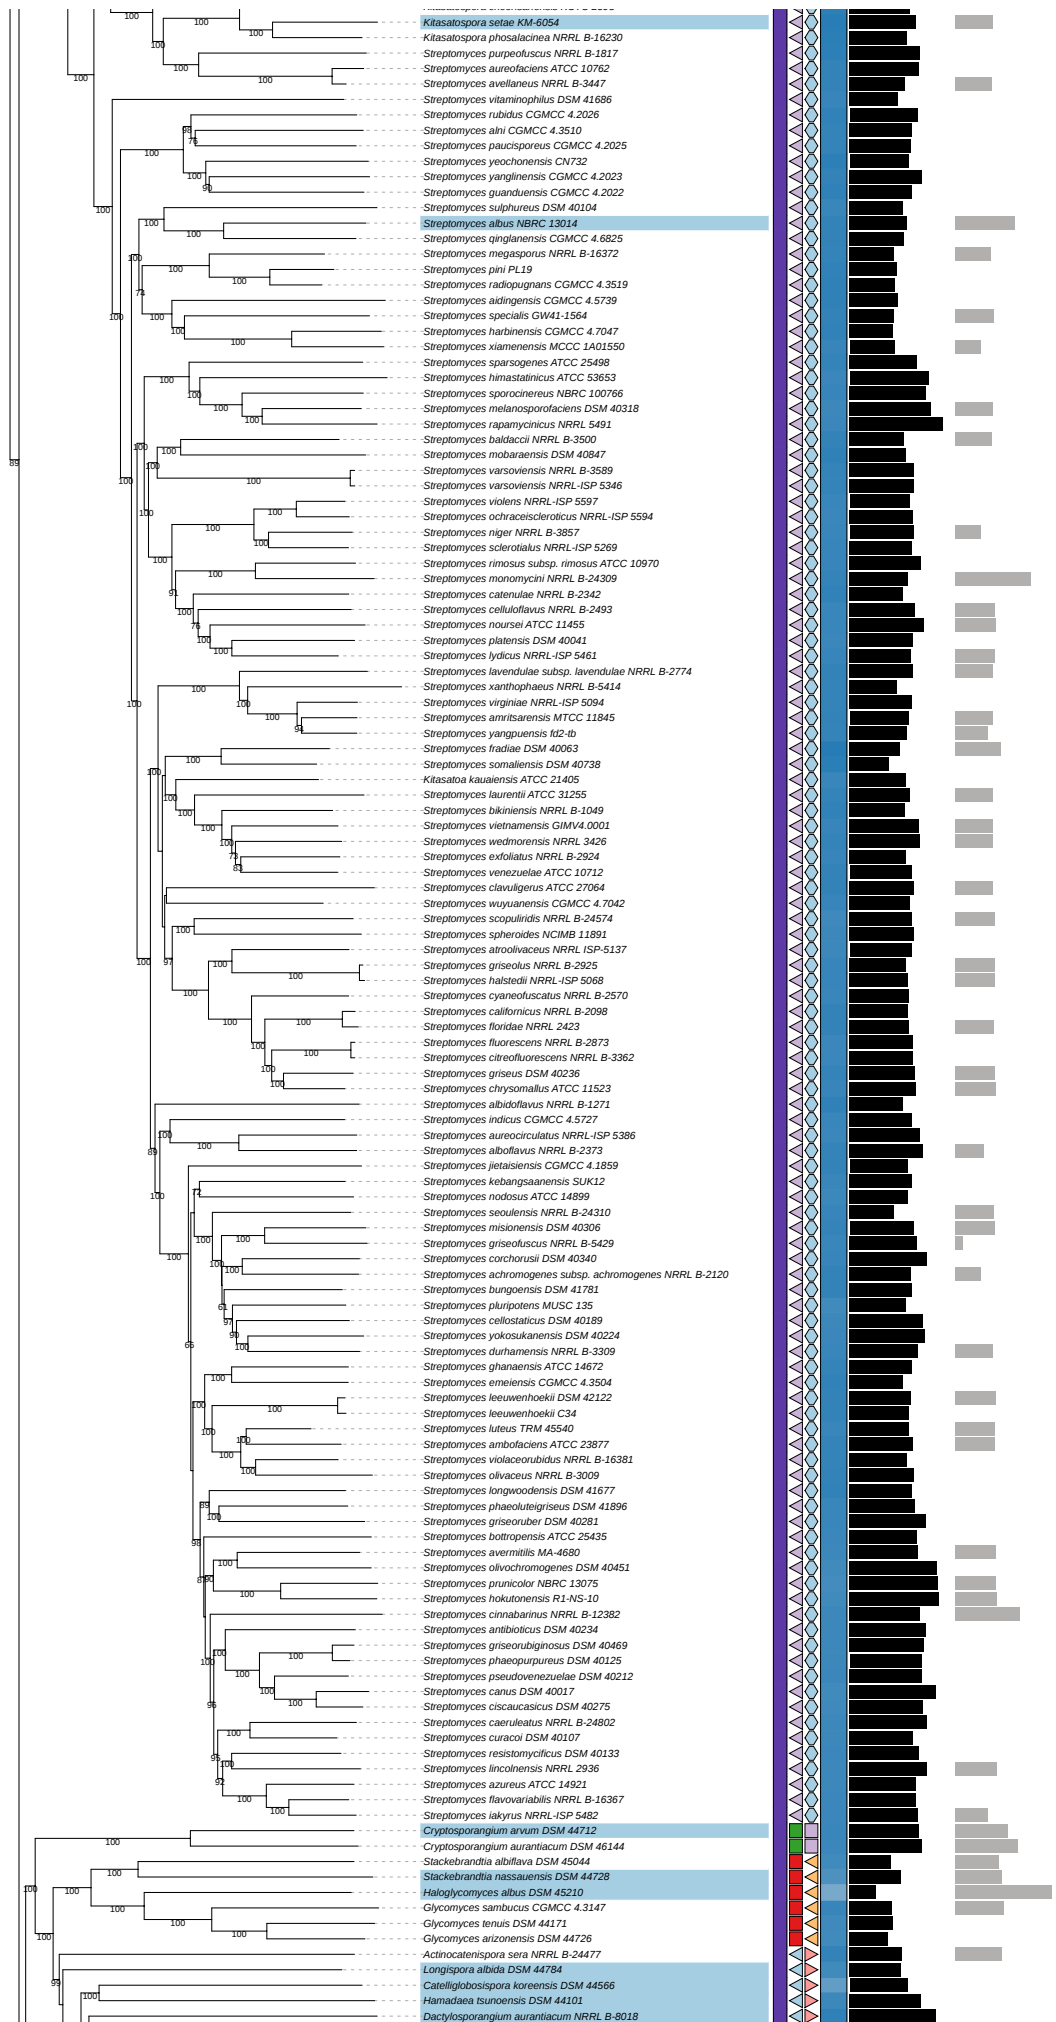 Kitasatospora setae KM-6054
Kitasatospora phosalacinea NRRL B-16230
Streptomyces purpeofuscus NRRL B-1817
Streptomyces aureofaciens ATCC 10762
Streptomyces avellaneus NRRL B-3447
Streptomyces vitaminophilus DSM 41686
Streptomyces rubidus CGMCC 4.2026
Streptomyces alni CGMCC 4.3510
Streptomyces paucisporeus CGMCC 4.2025
Streptomyces yeochonensis CN732
Streptomyces yanglinensis CGMCC 4.2023
Streptomyces guanduensis CGMCC 4.2022
Streptomyces sulphureus DSM 40104
Streptomyces albus NBRC 13014
Streptomyces qinglanensis CGMCC 4.6825
Streptomyces megasporus NRRL B-16372
Streptomyces pini PL19
Streptomyces radiopugnans CGMCC 4.3519
Streptomyces aidingensis CGMCC 4.5739
Streptomyces specialis GW41-1564
Streptomyces harbinensis CGMCC 4.7047
Streptomyces xiamenensis MCCC 1A01550
Streptomyces sparsogenes ATCC 25498
Streptomyces himastatinicus ATCC 53653
Streptomyces sporocinereus NBRC 100766
Streptomyces melanosporofaciens DSM 40318
Streptomyces rapamycinicus NRRL 5491
Streptomyces baldaccii NRRL B-3500
Streptomyces mobaraensis DSM 40847
Streptomyces varsoviensis NRRL B-3589
Streptomyces varsoviensis NRRL-ISP 5346
Streptomyces violens NRRL-ISP 5597
Streptomyces ochraceiscleroticus NRRL-ISP 5594
Streptomyces niger NRRL B-3857
Streptomyces sclerotialus NRRL-ISP 5269
Streptomyces rimosus subsp. rimosus ATCC 10970
Streptomyces monomycini NRRL B-24309
Streptomyces catenulae NRRL B-2342
Streptomyces celluloflavus NRRL B-2493
Streptomyces noursei ATCC 11455
Streptomyces platensis DSM 40041
Streptomyces lydicus NRRL-ISP 5461
Streptomyces lavendulae subsp. lavendulae NRRL B-2774
Streptomyces xanthophaeus NRRL B-5414
Streptomyces virginiae NRRL-ISP 5094
Streptomyces amritsarensis MTCC 11845
Streptomyces yangpuensis fd2-tb
Streptomyces fradiae DSM 40063
Streptomyces somaliensis DSM 40738
Kitasatoa kauaiensis ATCC 21405
Streptomyces laurentii ATCC 31255
Streptomyces bikiniensis NRRL B-1049
Streptomyces vietnamensis GIMV4.0001
Streptomyces wedmorensis NRRL 3426
Streptomyces exfoliatus NRRL B-2924
Streptomyces venezuelae ATCC 10712
Streptomyces clavuligerus ATCC 27064
Streptomyces wuyuanensis CGMCC 4.7042
Streptomyces scopuliridis NRRL B-24574
Streptomyces spheroides NCIMB 11891
Streptomyces atroolivaceus NRRL ISP-5137
Streptomyces griseolus NRRL B-2925
Streptomyces halstedii NRRL-ISP 5068
Streptomyces cyaneofuscatus NRRL B-2570
Streptomyces californicus NRRL B-2098
Streptomyces floridae NRRL 2423
Streptomyces fluorescens NRRL B-2873
Streptomyces citreofluorescens NRRL B-3362
Streptomyces griseus DSM 40236
Streptomyces chrysomallus ATCC 11523
Streptomyces albidoflavus NRRL B-1271
Streptomyces indicus CGMCC 4.5727
Streptomyces aureocirculatus NRRL-ISP 5386
Streptomyces alboflavus NRRL B-2373
Streptomyces jietaisiensis CGMCC 4.1859
Streptomyces kebangsaanensis SUK12
Streptomyces nodosus ATCC 14899
Streptomyces seoulensis NRRL B-24310
Streptomyces misionensis DSM 40306
Streptomyces griseofuscus NRRL B-5429
Streptomyces corchorusii DSM 40340
Streptomyces achromogenes subsp. achromogenes NRRL B-2120
Streptomyces bungoensis DSM 41781
Streptomyces pluripotens MUSC 135
Streptomyces cellostaticus DSM 40189
Streptomyces yokosukanensis DSM 40224
Streptomyces durhamensis NRRL B-3309
Streptomyces ghanaensis ATCC 14672
Streptomyces emeiensis CGMCC 4.3504
Streptomyces leeuwenhoekii DSM 42122
Streptomyces leeuwenhoekii C34
Streptomyces luteus TRM 45540
Streptomyces ambofaciens ATCC 23877
Streptomyces violaceorubidus NRRL B-16381
Streptomyces olivaceus NRRL B-3009
Streptomyces longwoodensis DSM 41677
Streptomyces phaeoluteigriseus DSM 41896
Streptomyces griseoruber DSM 40281
Streptomyces bottropensis ATCC 25435
Streptomyces avermitilis MA-4680
Streptomyces olivochromogenes DSM 40451
Streptomyces prunicolor NBRC 13075
Streptomyces hokutonensis R1-NS-10
Streptomyces cinnabarinus NRRL B-12382
Streptomyces antibioticus DSM 40234
Streptomyces griseorubiginosus DSM 40469
Streptomyces phaeopurpureus DSM 40125
Streptomyces pseudovenezuelae DSM 40212
Streptomyces canus DSM 40017
Streptomyces ciscaucasicus DSM 40275
Streptomyces caeruleatus NRRL B-24802
Streptomyces curacoi DSM 40107
Streptomyces resistomycificus DSM 40133
Streptomyces lincolnensis NRRL 2936
Streptomyces azureus ATCC 14921
Streptomyces flavovariabilis NRRL B-16367
Streptomyces iakyrus NRRL-ISP 5482
Cryptosporangium arvum DSM 44712
Cryptosporangium aurantiacum DSM 46144
Stackebrandtia albiflava DSM 45044
Stackebrandtia nassauensis DSM 44728
Haloglycomyces albus DSM 45210
Glycomyces sambucus CGMCC 4.3147
Glycomyces tenuis DSM 44171
Glycomyces arizonensis DSM 44726
Actinocatenispora sera NRRL B-24477
Longispora albida DSM 44784
Catelliglobosispora koreensis DSM 44566
Hamadaea tsunoensis DSM 44101
Dactylosporangium aurantiacum NRRL B-8018